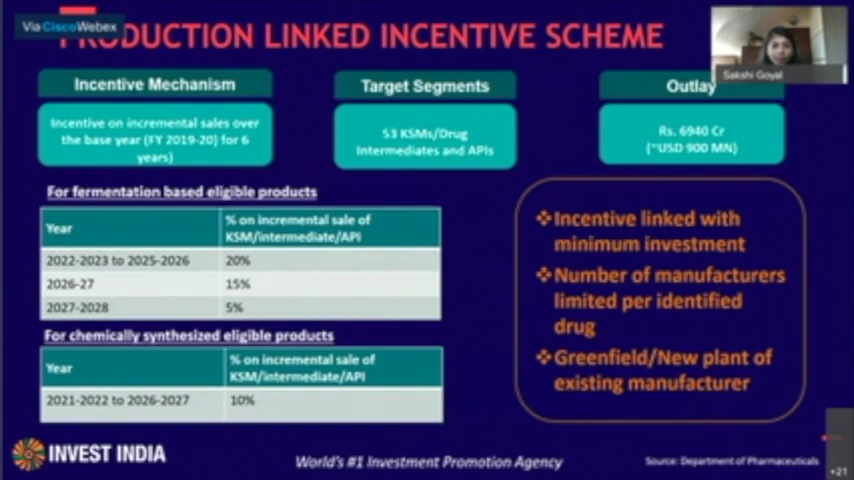 Via Cisco Webex
PRODUCTION LINKED INCENTIVE SCHEME
Sakshi Goyal
Incentive Mechanism
Incentive on incremental sales over
the base year (FY 2019-20) for 6
years)
Target Segments
53 KSMs/Drug
Intermediates and APIs
Outlay
Rs. 6940 Cr
(~USD 900 MN)
For fermentation based eligible products
Year
% on incremental sale of
KSM/intermediate/API
2022-2023 to 2025-2026 20%
2026-27 15%
2027-2028 5%
For chemically synthesized eligible products
Year
% on incremental sale of
KSM/intermediate/API
2021-2022 to 2026-2027 10%
❖Incentive linked with
minimum investment
❖Number of manufacturers
limited per identified
drug
❖Greenfield/New plant of
existing manufacturer
INVEST INDIA
World's #1 Investment Promotion Agency
Source: Department of Pharmaceuticals
+21